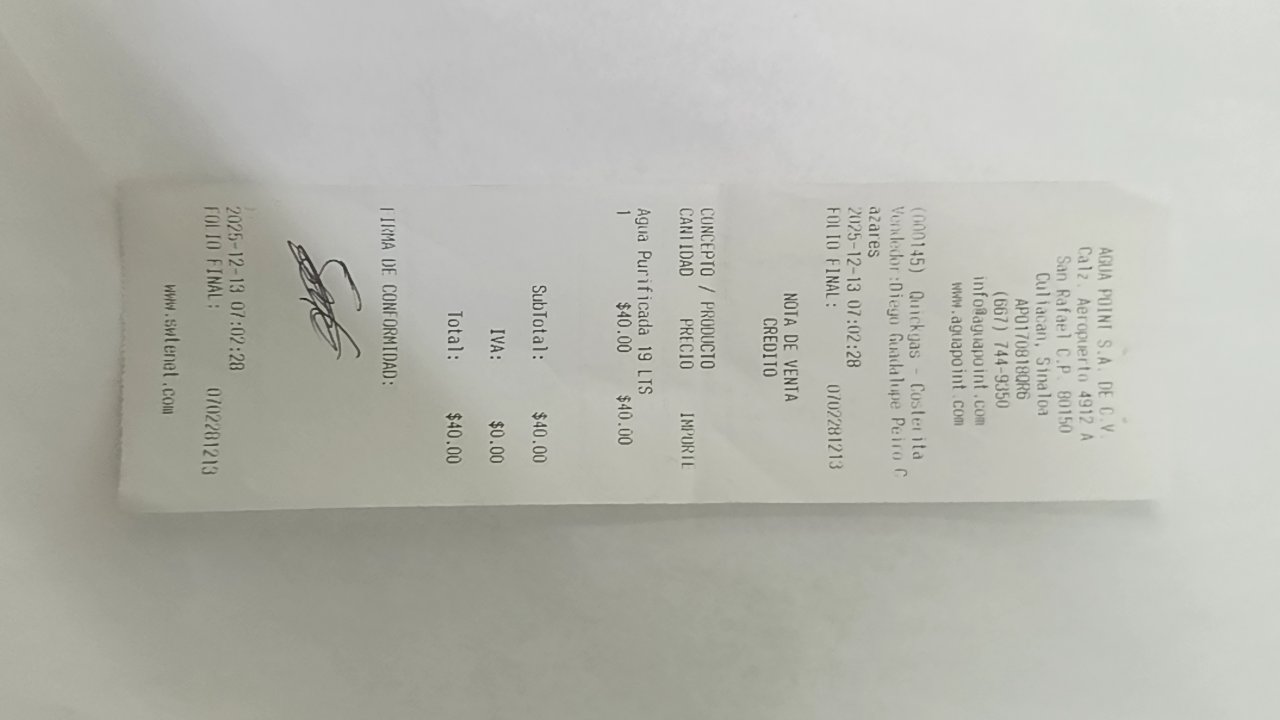 AGUA POINT S.A. DE C.V.
Calz. Aeropuerto 4912 A
San Rafael C.P. 80150
Culiacan, Sinaloa
APO170818QR6
(667) 744-9350
info@aguapoint.com
www.aguapoint.com
(000145) Quickgas - Costerita
Vendedor:Diego Guadalupe Peiro C
azares
2025-12-13 07:02:28
FOLIO FINAL: 0702281213
NOTA DE VENTA
CREDITO
CONCEPTO / PRODUCTO
CANTIDAD PRECIO IMPORTE
Agua Purificada 19 LTS
1 $40.00 $40.00
SubTotal: $40.00
IVA: $0.00
Total: $40.00
FIRMA DE CONFORMIDAD:
2025-12-13 07:02:28
FOLIO FINAL: 0702281213
www.swtenet.com